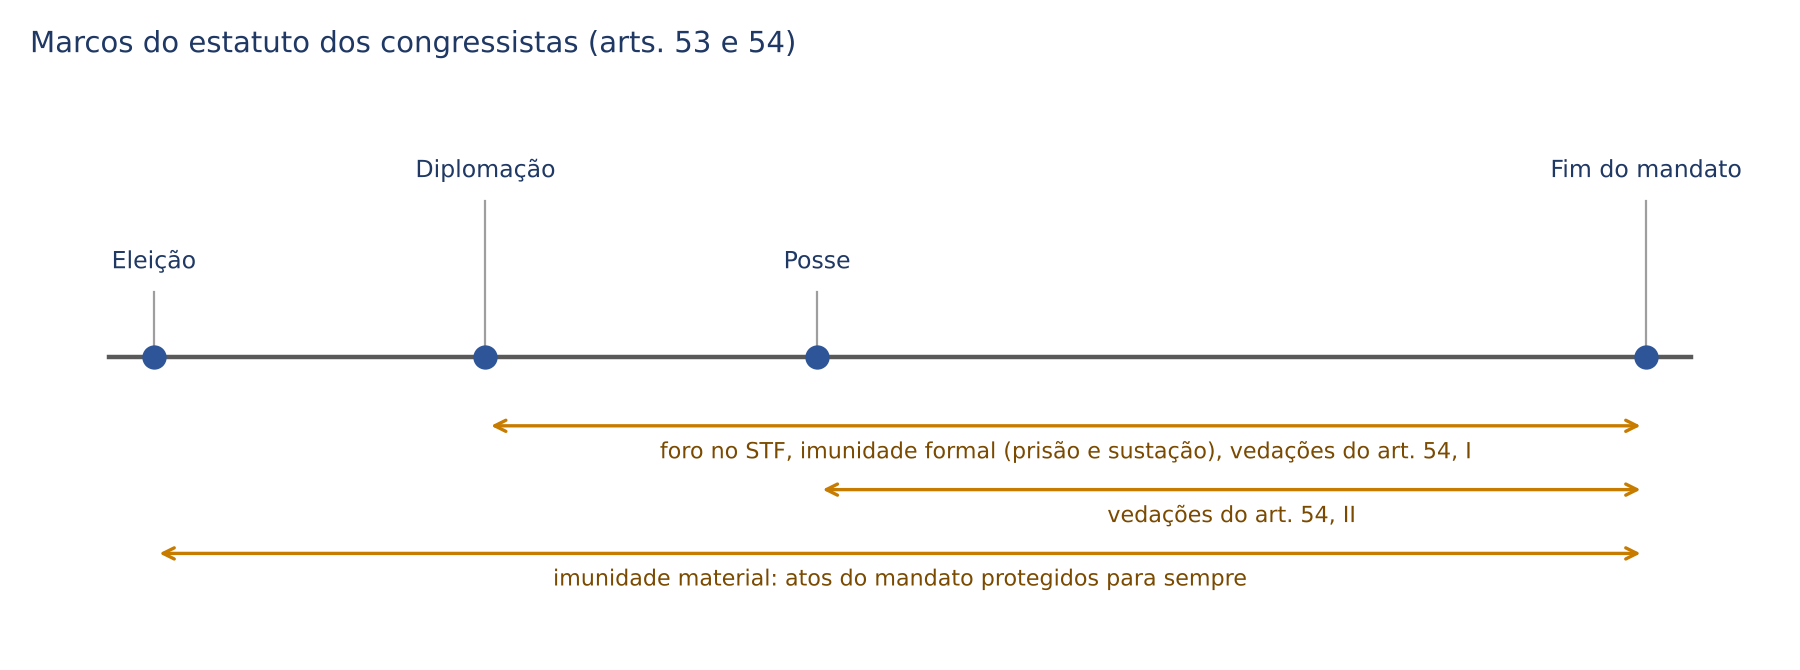 Marcos do estatuto dos congressistas (arts. 53 e 54)
Diplomação
Fim do mandato
Eleição
Posse
foro no STF, imunidade formal (prisão e sustação), vedações do art. 54, I
vedações do art. 54, II
imunidade material: atos do mandato protegidos para sempre